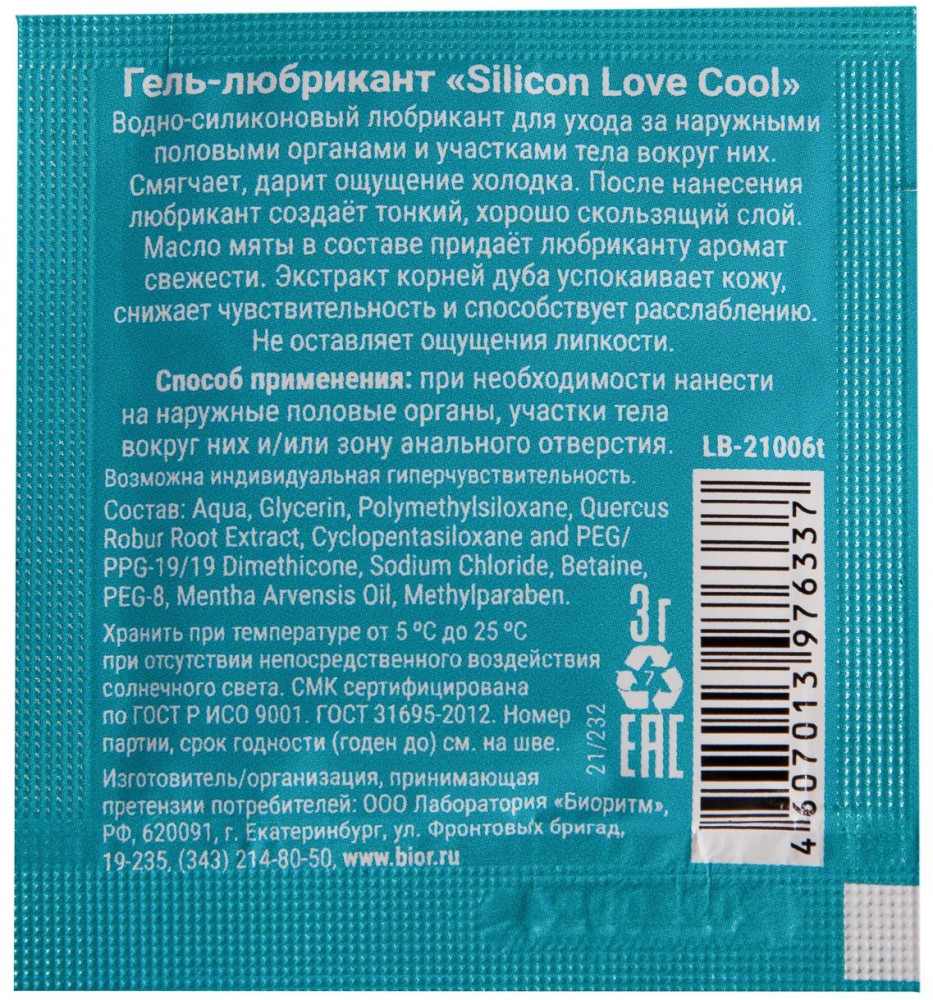 Гель-любрикант «Silicon Love Cool»
Водно-силиконовый любрикант для ухода за наружными
половыми органами и участками тела вокруг них.
Смягчает, дарит ощущение холодка. После нанесения
любрикант создаёт тонкий, хорошо скользящий слой.
Масло мяты в составе придаёт любриканту аромат
свежести. Экстракт корней дуба успокаивает кожу,
снижает чувствительность и способствует расслаблению.
Не оставляет ощущения липкости.
Способ применения: при необходимости нанести
на наружные половые органы, участки тела
вокруг них и/или зону анального отверстия.
LB-21006t
Возможна индивидуальная гиперчувствительность.
Состав: Aqua, Glycerin, Polymethylsiloxane, Quercus
Robur Root Extract, Cyclopentasiloxane and PEG/
PPG-19/19 Dimethicone, Sodium Chloride, Betaine,
PEG-8, Mentha Arvensis Oil, Methylparaben.
Хранить при температуре от 5 ºС до 25 ºС
при отсутствии непосредственного воздействия
солнечного света. СМК сертифицирована
по ГОСТ Р ИСО 9001. ГОСТ 31695-2012. Номер
партии, срок годности (годен до) см. на шве.
Изготовитель/организация, принимающая
претензии потребителей: ООО Лаборатория «Биоритм»,
РФ, 620091, г. Екатеринбург, ул. Фронтовых бригад,
19-235, (343) 214-80-50, www.bior.ru
3 г
7
EAC
21/232
4 607013 976337